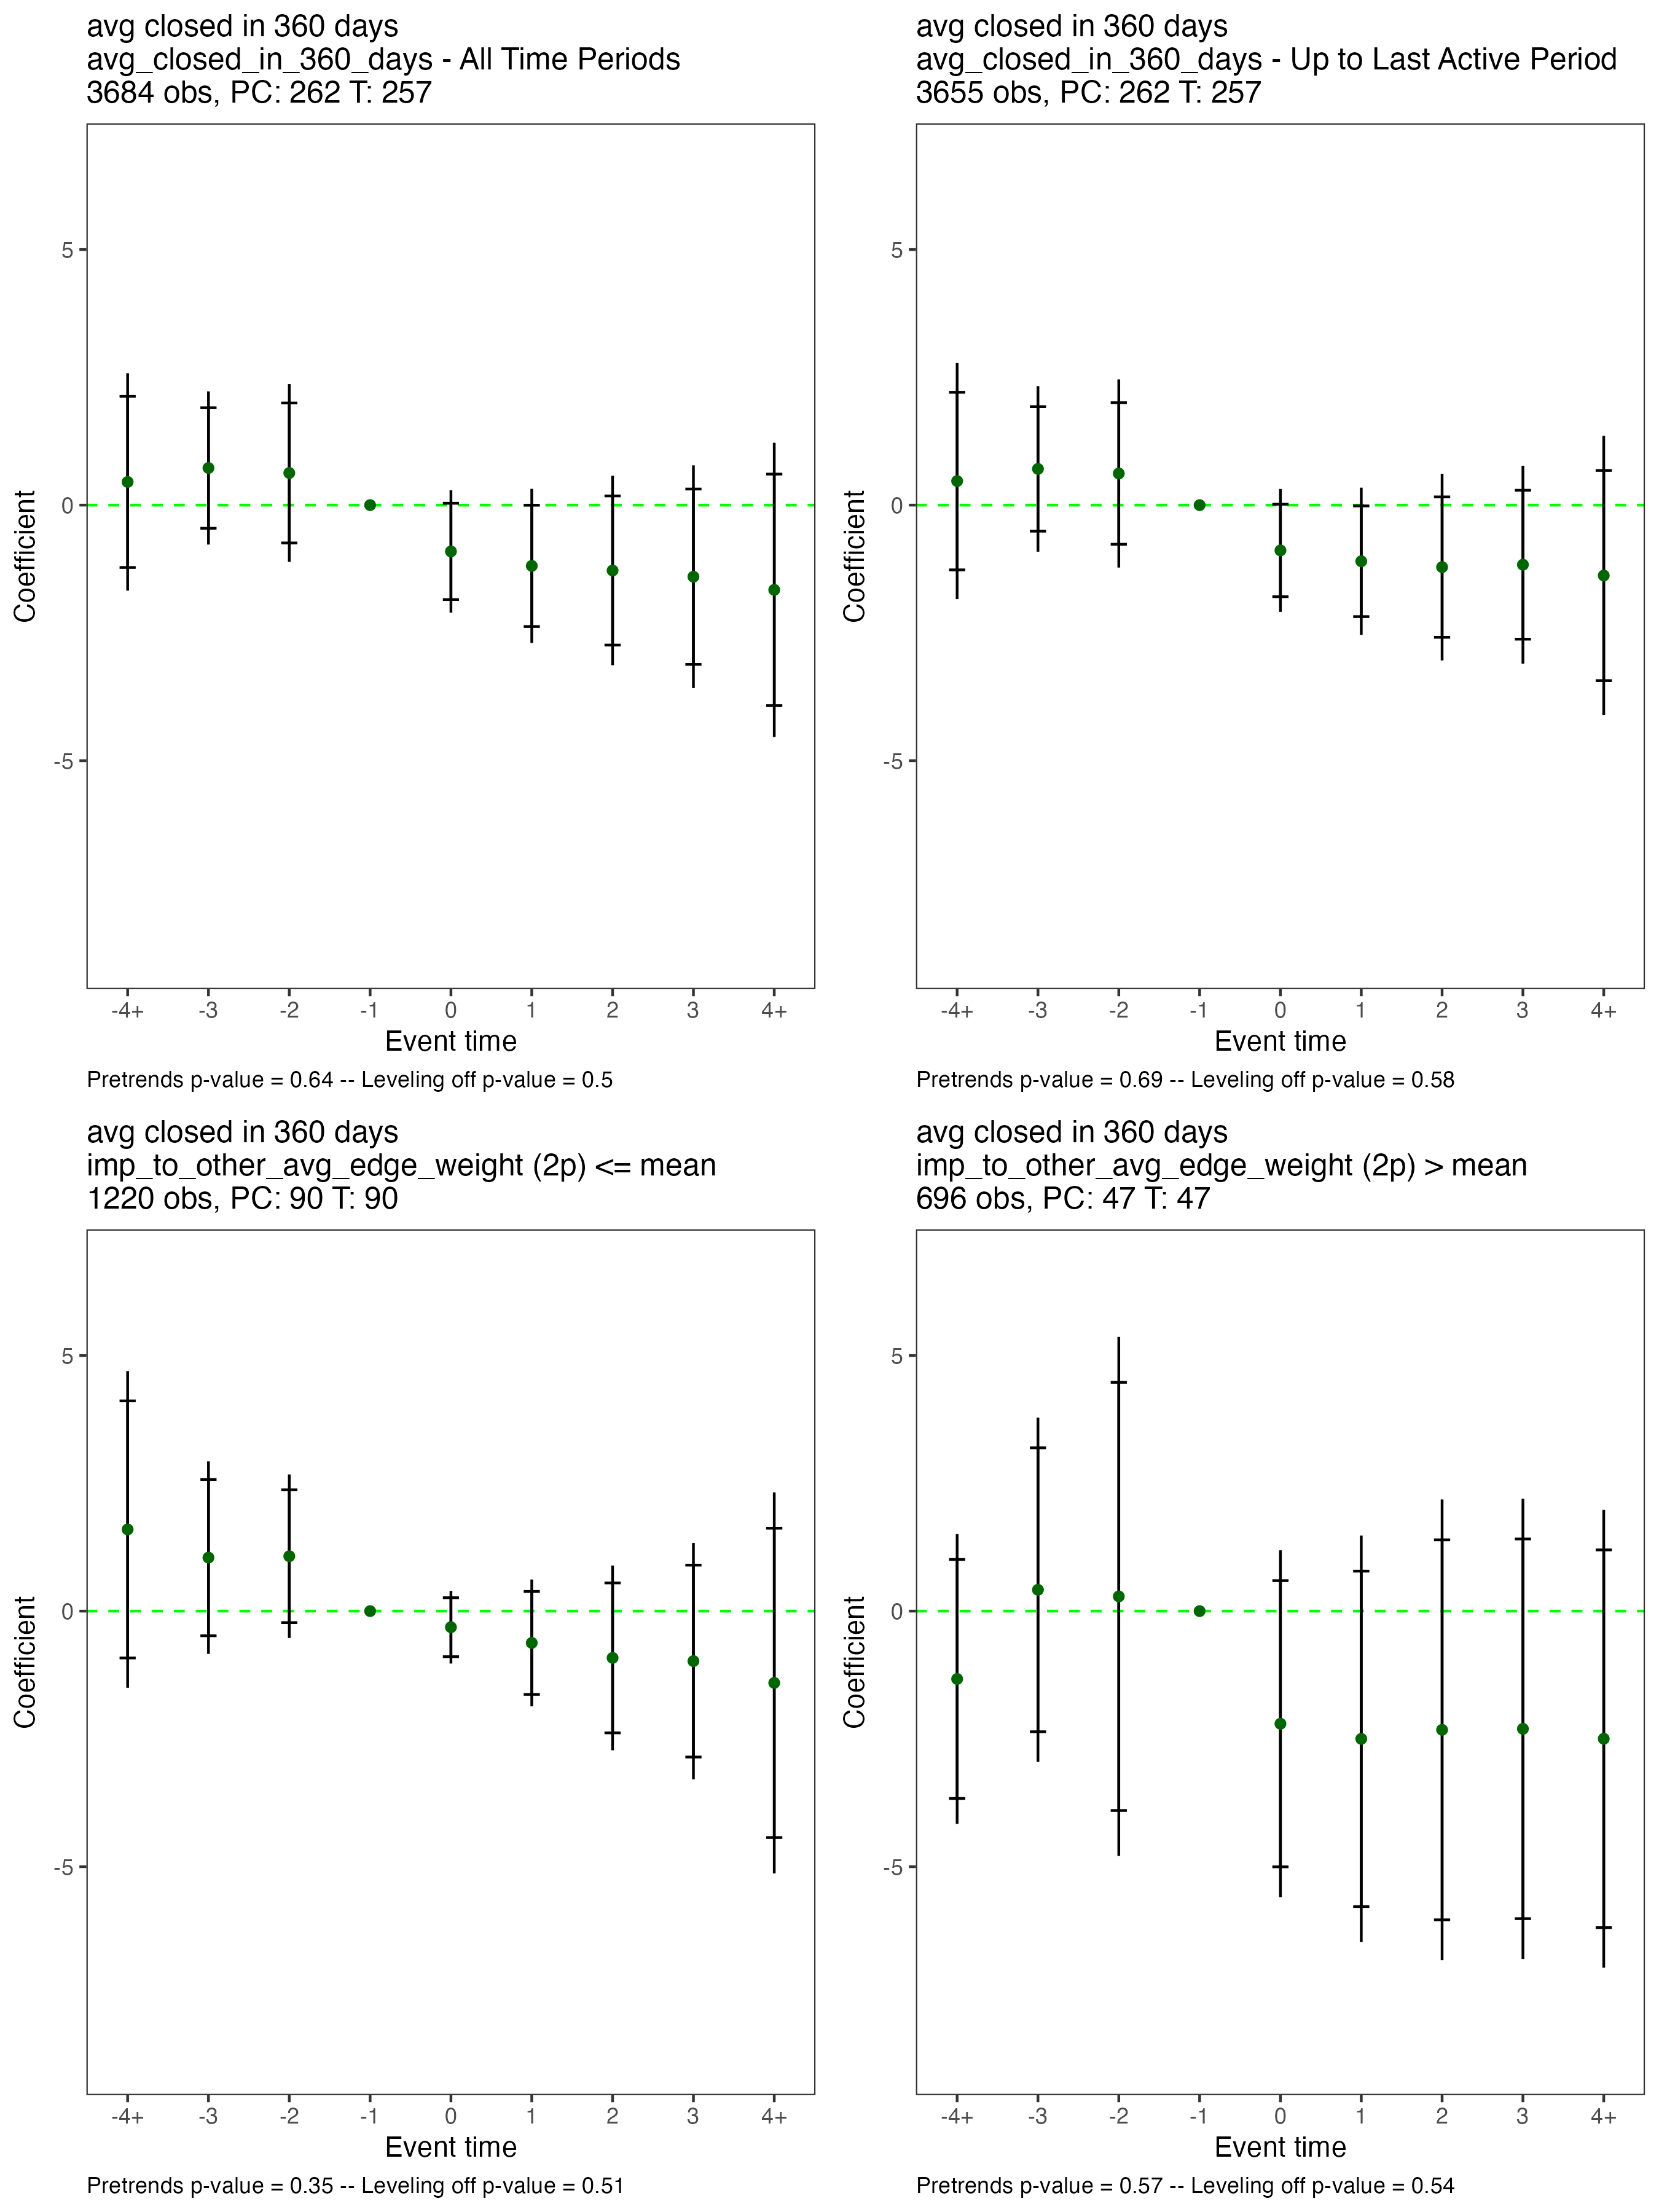 avg closed in 360 days
avg_closed_in_360_days - All Time Periods
3684 obs, PC: 262 T: 257
5
0
-5
Coefficient
-4+ -3 -2 -1 0 1 2 3 4+
Event time
Pretrends p-value = 0.64 -- Leveling off p-value = 0.5
avg closed in 360 days
avg_closed_in_360_days - Up to Last Active Period
3655 obs, PC: 262 T: 257
5
0
-5
Coefficient
-4+ -3 -2 -1 0 1 2 3 4+
Event time
Pretrends p-value = 0.69 -- Leveling off p-value = 0.58
avg closed in 360 days
imp_to_other_avg_edge_weight (2p) <= mean
1220 obs, PC: 90 T: 90
5
0
-5
Coefficient
-4+ -3 -2 -1 0 1 2 3 4+
Event time
Pretrends p-value = 0.35 -- Leveling off p-value = 0.51
avg closed in 360 days
imp_to_other_avg_edge_weight (2p) > mean
696 obs, PC: 47 T: 47
5
0
-5
Coefficient
-4+ -3 -2 -1 0 1 2 3 4+
Event time
Pretrends p-value = 0.57 -- Leveling off p-value = 0.54